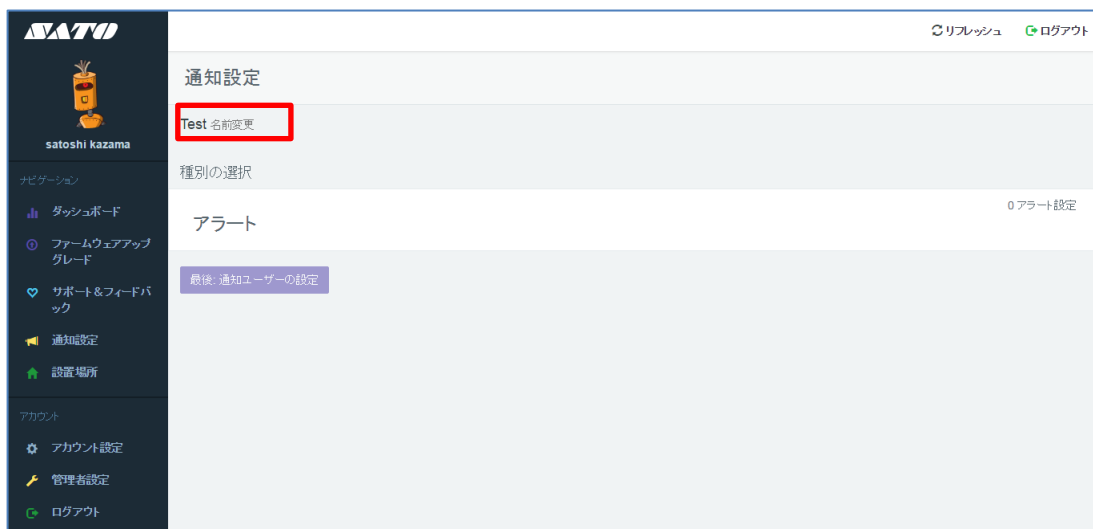 SATO
リフレッシュ ログアウト
通知設定
satoshi kazama
Test 名前変更
種別の選択
ナビゲーション
ダッシュボード
ファームウェアアップ
グレード
サポート＆フィードバ
ック
通知設定
設置場所
アカウント
アカウント設定
管理者設定
ログアウト
アラート
0 アラート設定
最後: 通知ユーザーの設定